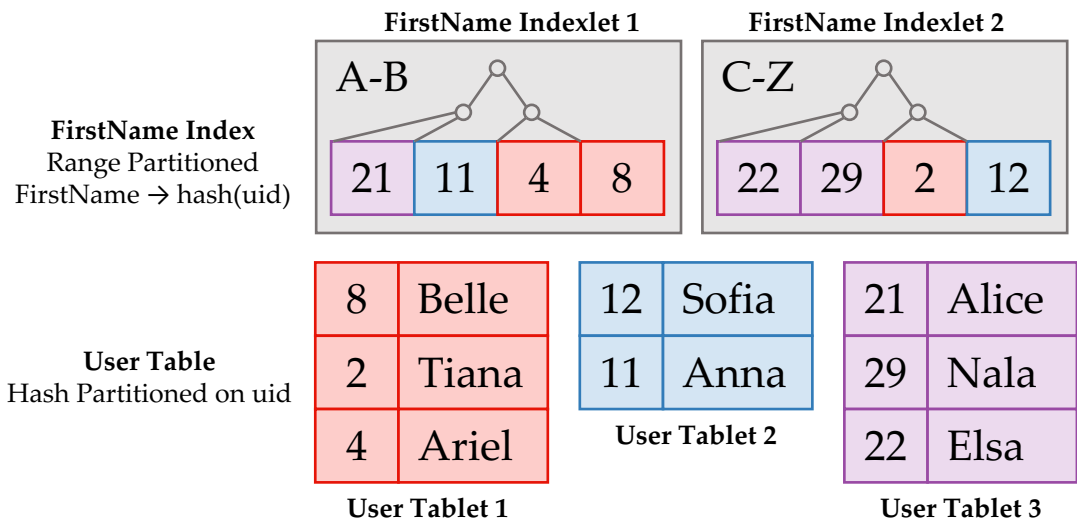 FirstName Indexlet 1
FirstName Indexlet 2
A-B
C-Z
FirstName Index
Range Partitioned
FirstName → hash(uid)
21 11 4 8
22 29 2 12
8 Belle
2 Tiana
4 Ariel
User Tablet 1
12 Sofia
11 Anna
User Tablet 2
21 Alice
29 Nala
22 Elsa
User Tablet 3
User Table
Hash Partitioned on uid